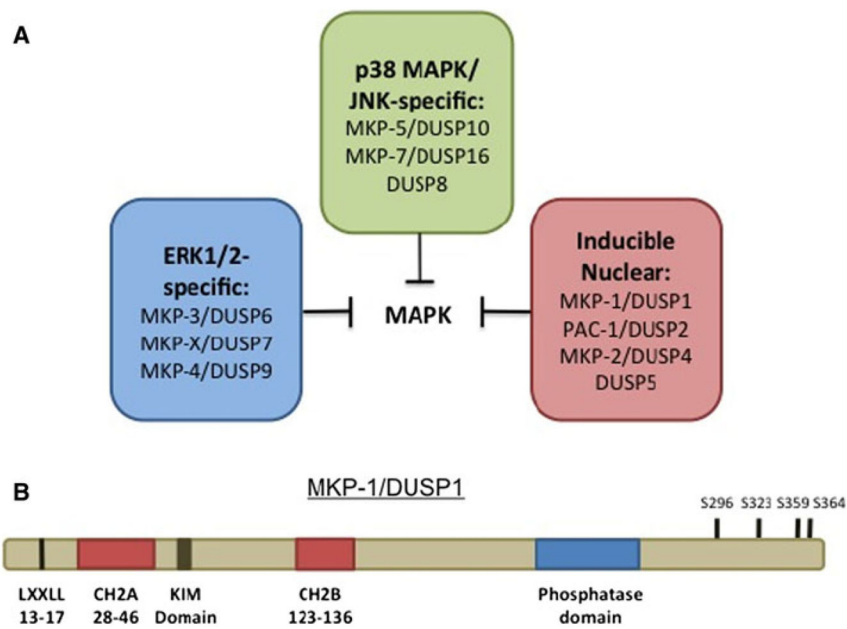 A
p38 MAPK/
JNK-specific:
MKP-5/DUSP10
MKP-7/DUSP16
DUSP8
ERK1/2-
specific:
MKP-3/DUSP6
MKP-X/DUSP7
MKP-4/DUSP9
MAPK
Inducible
Nuclear:
MKP-1/DUSP1
PAC-1/DUSP2
MKP-2/DUSP4
DUSP5
B
MKP-1/DUSP1
S296 S323 S359 S364
LXXLL
13-17
CH2A
28-46
KIM
Domain
CH2B
123-136
Phosphatase
domain